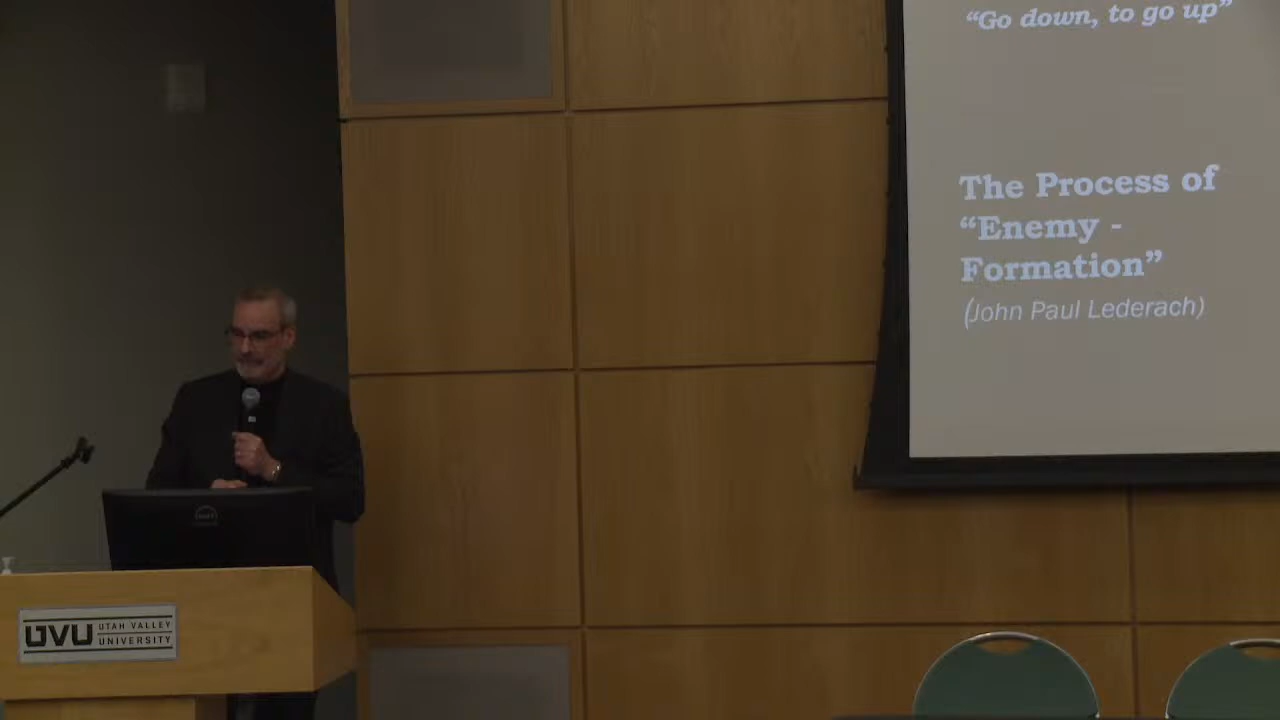 “Go down, to go up”
The Process of
“Enemy -
Formation”
(John Paul Lederach)
UVU UTAH VALLEY
UNIVERSITY